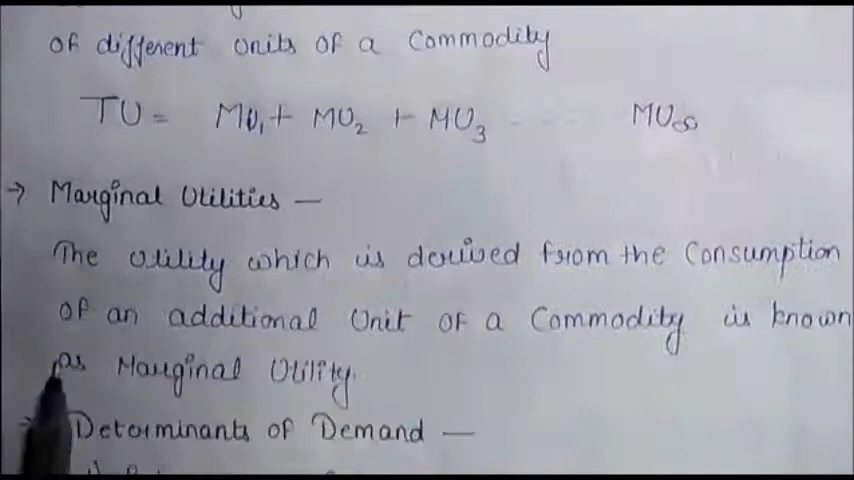 of different units of a Commodity
TU = MU1 + MU2 + MU3 ..... MU∞
→ Marginal Utilities —
The utility which is derived from the Consumption
of an additional Unit of a Commodity is known
as Marginal Utility.
→ Determinants of Demand —